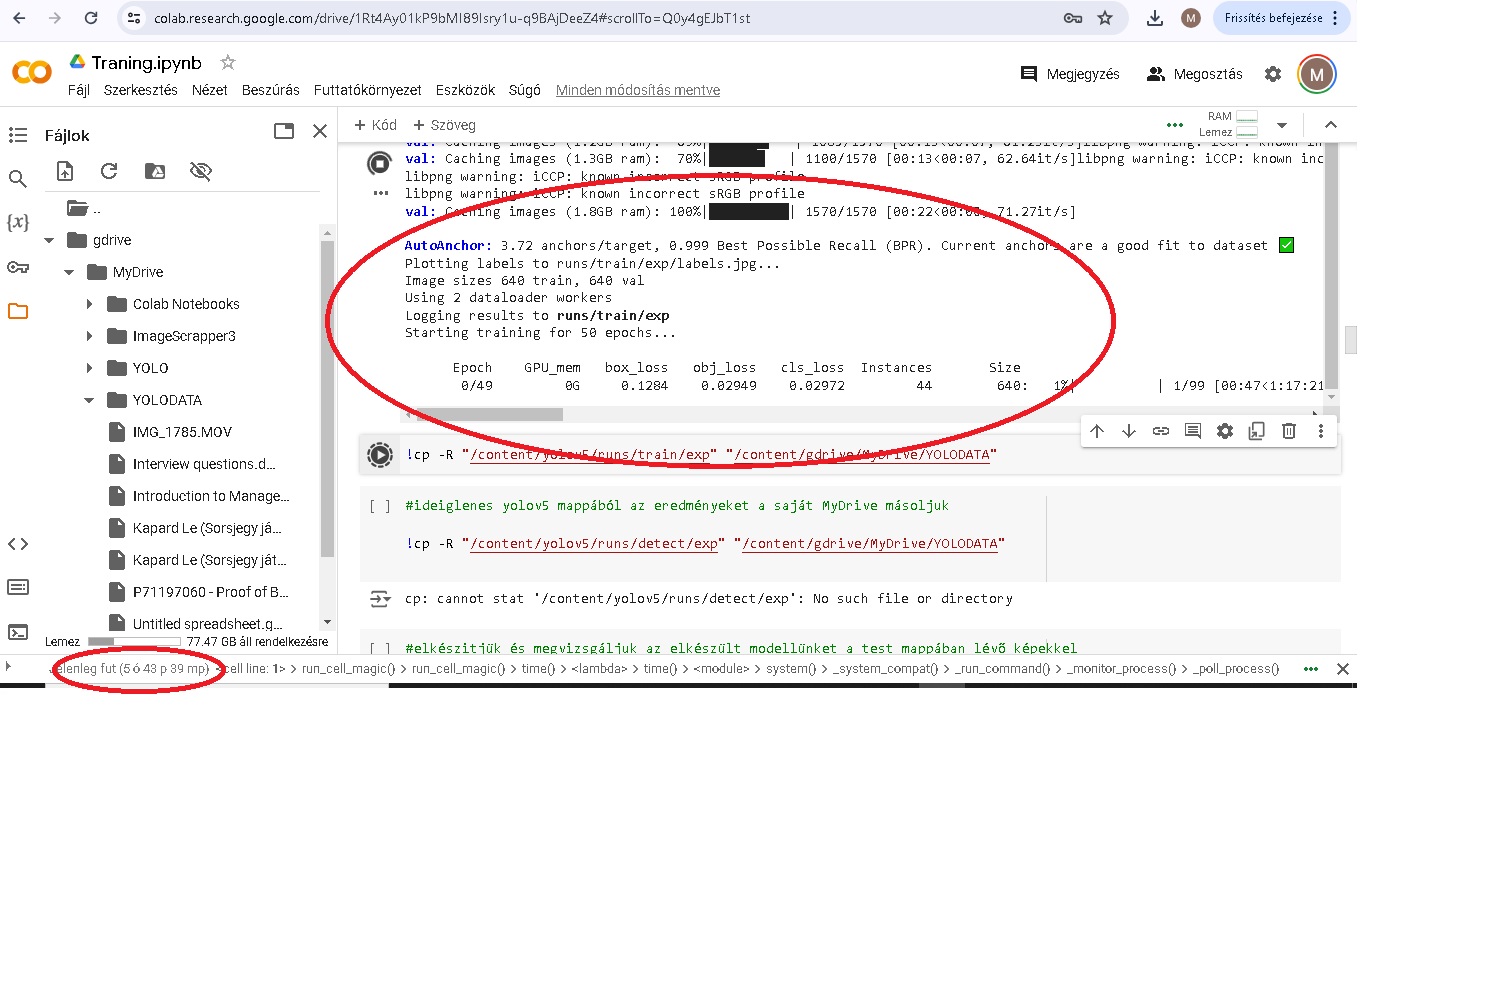 colab.research.google.com/drive/1Rt4Ay01kP9bMI89Isry1u-q9BAjDeeZ4#scrollTo=Q0y4gEJbT1st
M
Frissítés befejezése
CO
Traning.ipynb
Fájl Szerkesztés Nézet Beszúrás Futtatókörnyezet Eszközök Súgó Minden módosítás mentve
Megjegyzés
Megosztás
M
Fájlok
+ Kód + Szöveg
RAM
Lemez
..
gdrive
MyDrive
Colab Notebooks
ImageScrapper3
YOLO
YOLODATA
IMG_1785.MOV
Interview questions.d...
Introduction to Manage...
Kapard Le (Sorsjegy já...
Kapard Le (Sorsjegy ját...
P71197060 - Proof of B...
Untitled spreadsheet.g...
Lemez 77.47 GB áll rendelkezésre
val: Caching images (1.3GB ram): 70%| | 1100/1570 [00:13<00:07, 62.64it/s]libpng warning: iCCP: known inc
libpng warning: iCCP: known incorrect sRGB profile
libpng warning: iCCP: known incorrect sRGB profile
val: Caching images (1.8GB ram): 100%| | 1570/1570 [00:22<00:00, 71.27it/s]
AutoAnchor: 3.72 anchors/target, 0.999 Best Possible Recall (BPR). Current anchors are a good fit to dataset ✅
Plotting labels to runs/train/exp/labels.jpg...
Image sizes 640 train, 640 val
Using 2 dataloader workers
Logging results to runs/train/exp
Starting training for 50 epochs...
Epoch GPU_mem box_loss obj_loss cls_loss Instances Size
0/49 0G 0.1284 0.02949 0.02972 44 640: 1%| | 1/99 [00:47<1:17:21
!cp -R "/content/yolov5/runs/train/exp" "/content/gdrive/MyDrive/YOLODATA"
[ ] #ideiglenes yolov5 mappából az eredményeket a saját MyDrive másoljuk
!cp -R "/content/yolov5/runs/detect/exp" "/content/gdrive/MyDrive/YOLODATA"
cp: cannot stat '/content/yolov5/runs/detect/exp': No such file or directory
[ ] #elkészitjük és megvizsgáljuk az elkészült modellünket a test mappában lévő képekkel
Jelenleg fut (5 ó 43 p 39 mp) <cell line: 1> > run_cell_magic() > run_cell_magic() > time() > <lambda> > time() > <module> > system() > _system_compat() > _run_command() > _monitor_process() > _poll_process()